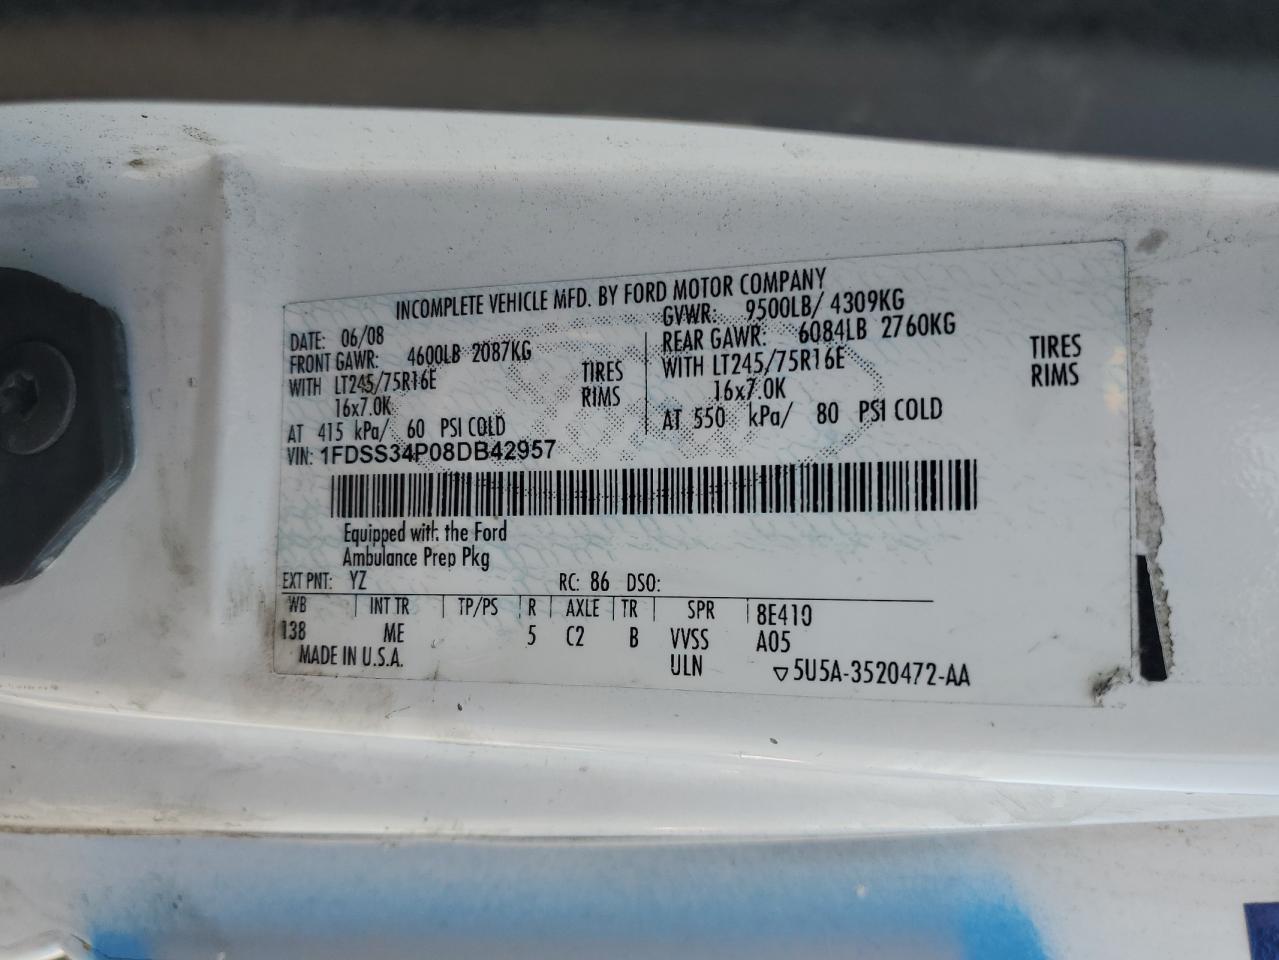 INCOMPLETE VEHICLE MFD. BY FORD MOTOR COMPANY
DATE: 06/08
FRONT GAWR: 4600LB 2087KG
WITH LT245/75R16E TIRES
16x7.0K RIMS
AT 415 kPa/ 60 PSI COLD
GVWR: 9500LB/ 4309KG
REAR GAWR: 6084LB 2760KG
WITH LT245/75R16E TIRES
16x7.0K RIMS
AT 550 kPa/ 80 PSI COLD
VIN: 1FDSS34P08DB42957
Equipped with the Ford
Ambulance Prep Pkg
EXT PNT: YZ RC: 86 DSO:
WB | INT TR | TP/PS | R | AXLE | TR | SPR | 8E410
138 ME 5 C2 B VVSS A05
MADE IN U.S.A. ULN ▽5U5A-3520472-AA